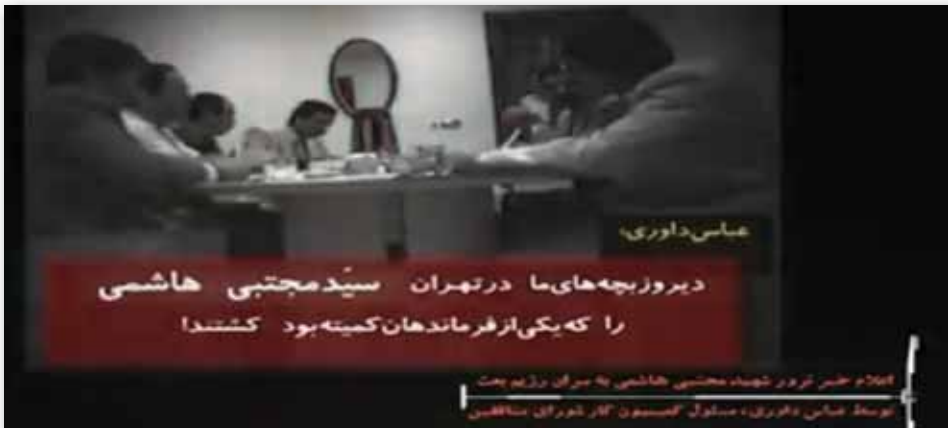 عباس داوری:
دیروز بچه‌های ما در تهران سیّد مجتبی هاشمی
را که یکی از فرماندهان کمیته بود کشتند!
اعلام خبر ترور شهید مجتبی هاشمی به سران رژیم بعث
توسط عباس داوری، مسئول کمیسیون کار شورای منافقین